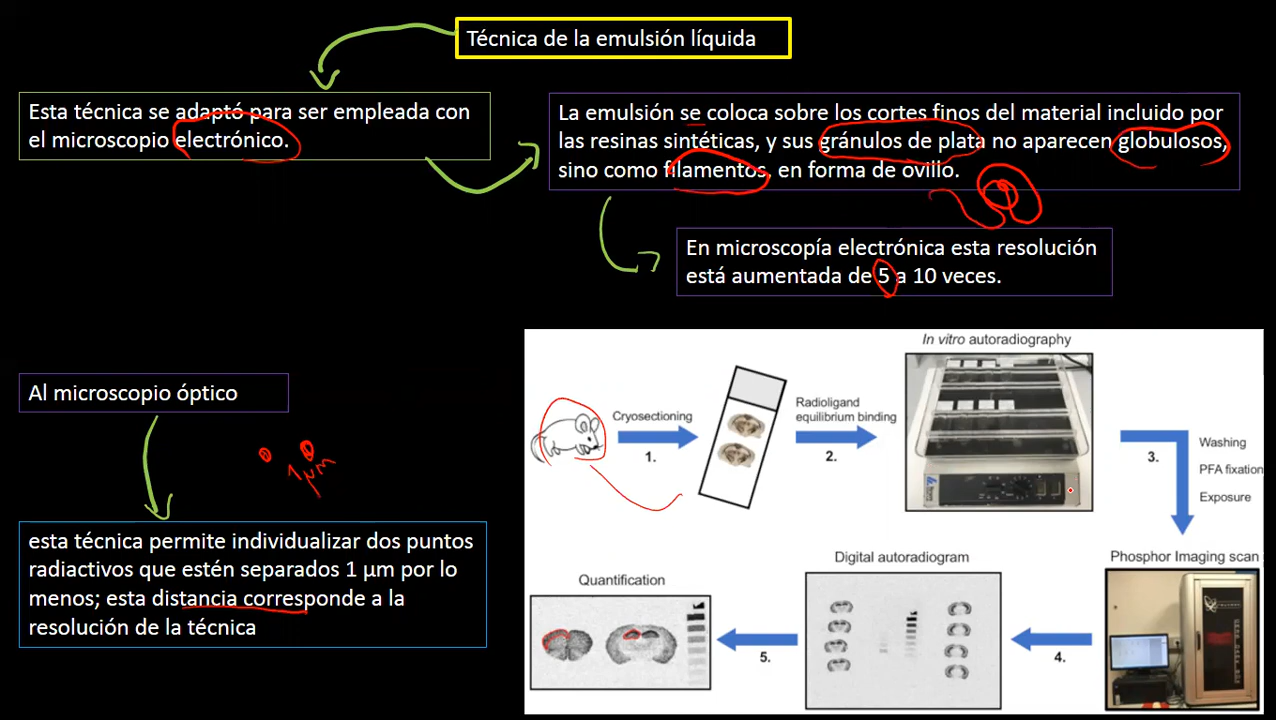 Técnica de la emulsión líquida
Esta técnica se adaptó para ser empleada con
el microscopio electrónico.
La emulsión se coloca sobre los cortes finos del material incluido por
las resinas sintéticas, y sus gránulos de plata no aparecen globulosos,
sino como filamentos, en forma de ovillo.
En microscopía electrónica esta resolución
está aumentada de 5 a 10 veces.
Al microscopio óptico
1 μm
esta técnica permite individualizar dos puntos
radiactivos que estén separados 1 μm por lo
menos; esta distancia corresponde a la
resolución de la técnica
In vitro autoradiography
Cryosectioning
1.
Radioligand
equilibrium binding
2.
3.
Washing
PFA fixation
Exposure
Phosphor Imaging scan
4.
Digital autoradiogram
5.
Quantification